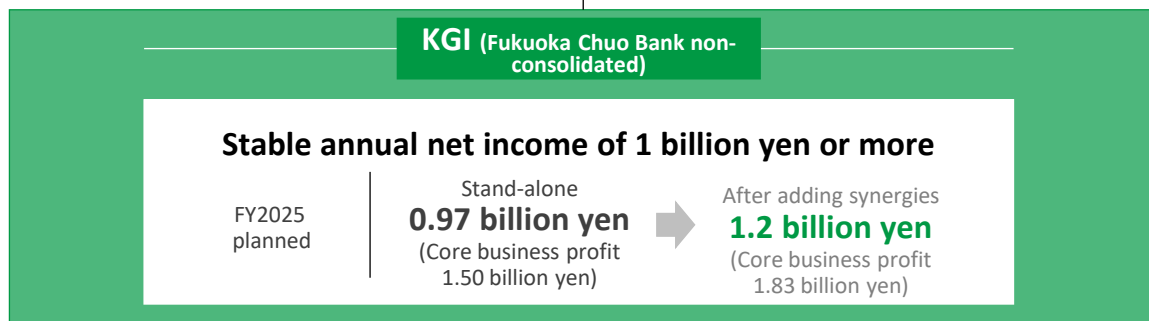 KGI (Fukuoka Chuo Bank non-
consolidated)
Stable annual net income of 1 billion yen or more
FY2025
planned
Stand-alone
0.97 billion yen
(Core business profit
1.50 billion yen)
After adding synergies
1.2 billion yen
(Core business profit
1.83 billion yen)